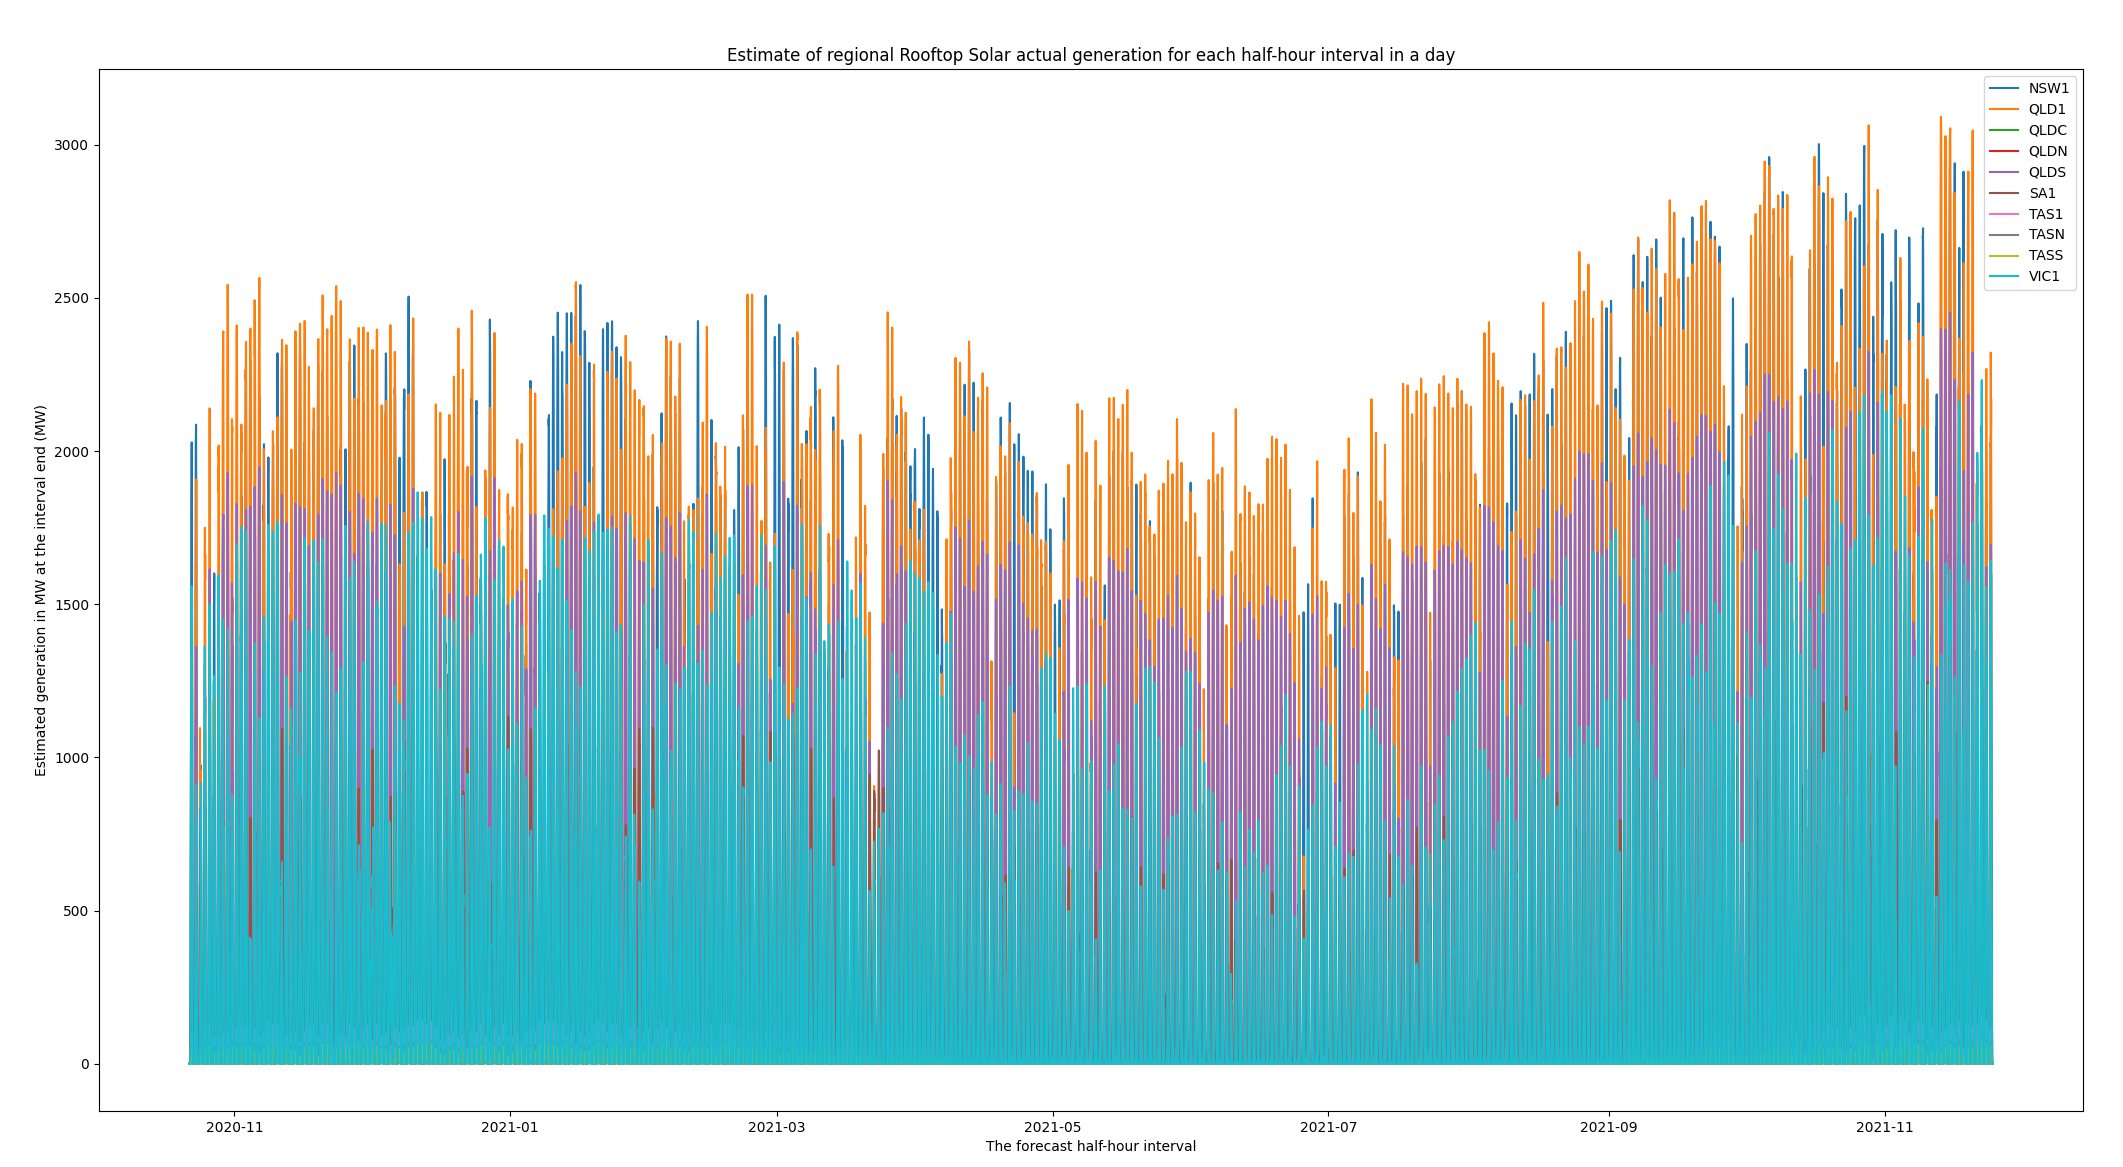 Estimate of regional Rooftop Solar actual generation for each half-hour interval in a day
Estimated generation in MW at the interval end (MW)
3000
2500
2000
1500
1000
500
0
NSW1
QLD1
QLDC
QLDN
QLDS
SA1
TAS1
TASN
TASS
VIC1
2020-11
2021-01
2021-03
2021-05
2021-07
2021-09
2021-11
The forecast half-hour interval